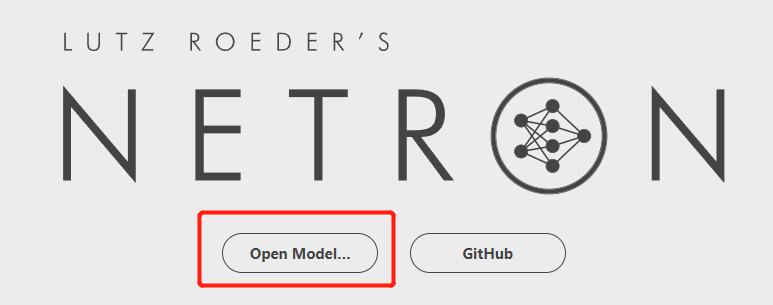 LUTZ ROEDER'S
NETRON
Open Model...
GitHub